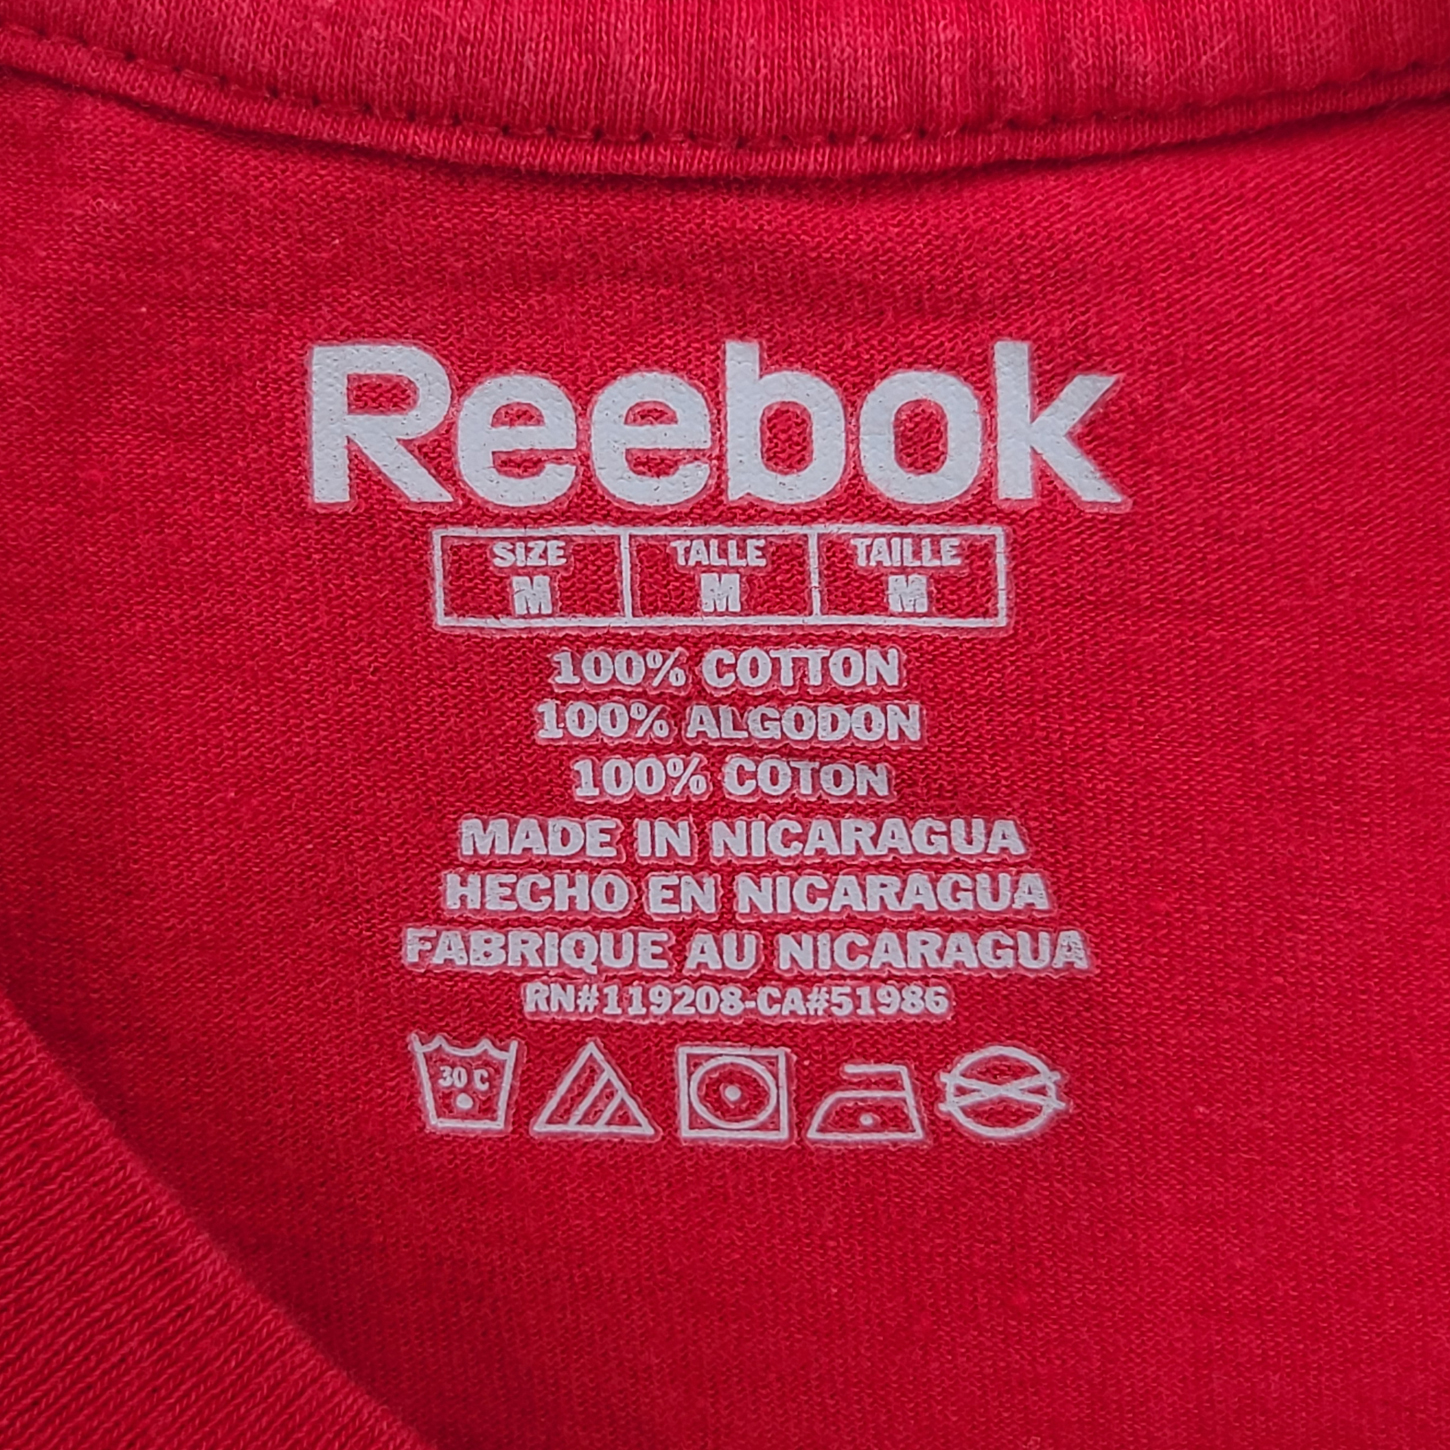 Reebok
SIZE TALLE TAILLE
M M M
100% COTTON
100% ALGODON
100% COTON
MADE IN NICARAGUA
HECHO EN NICARAGUA
FABRIQUE AU NICARAGUA
RN#119208-CA#51986
30 C